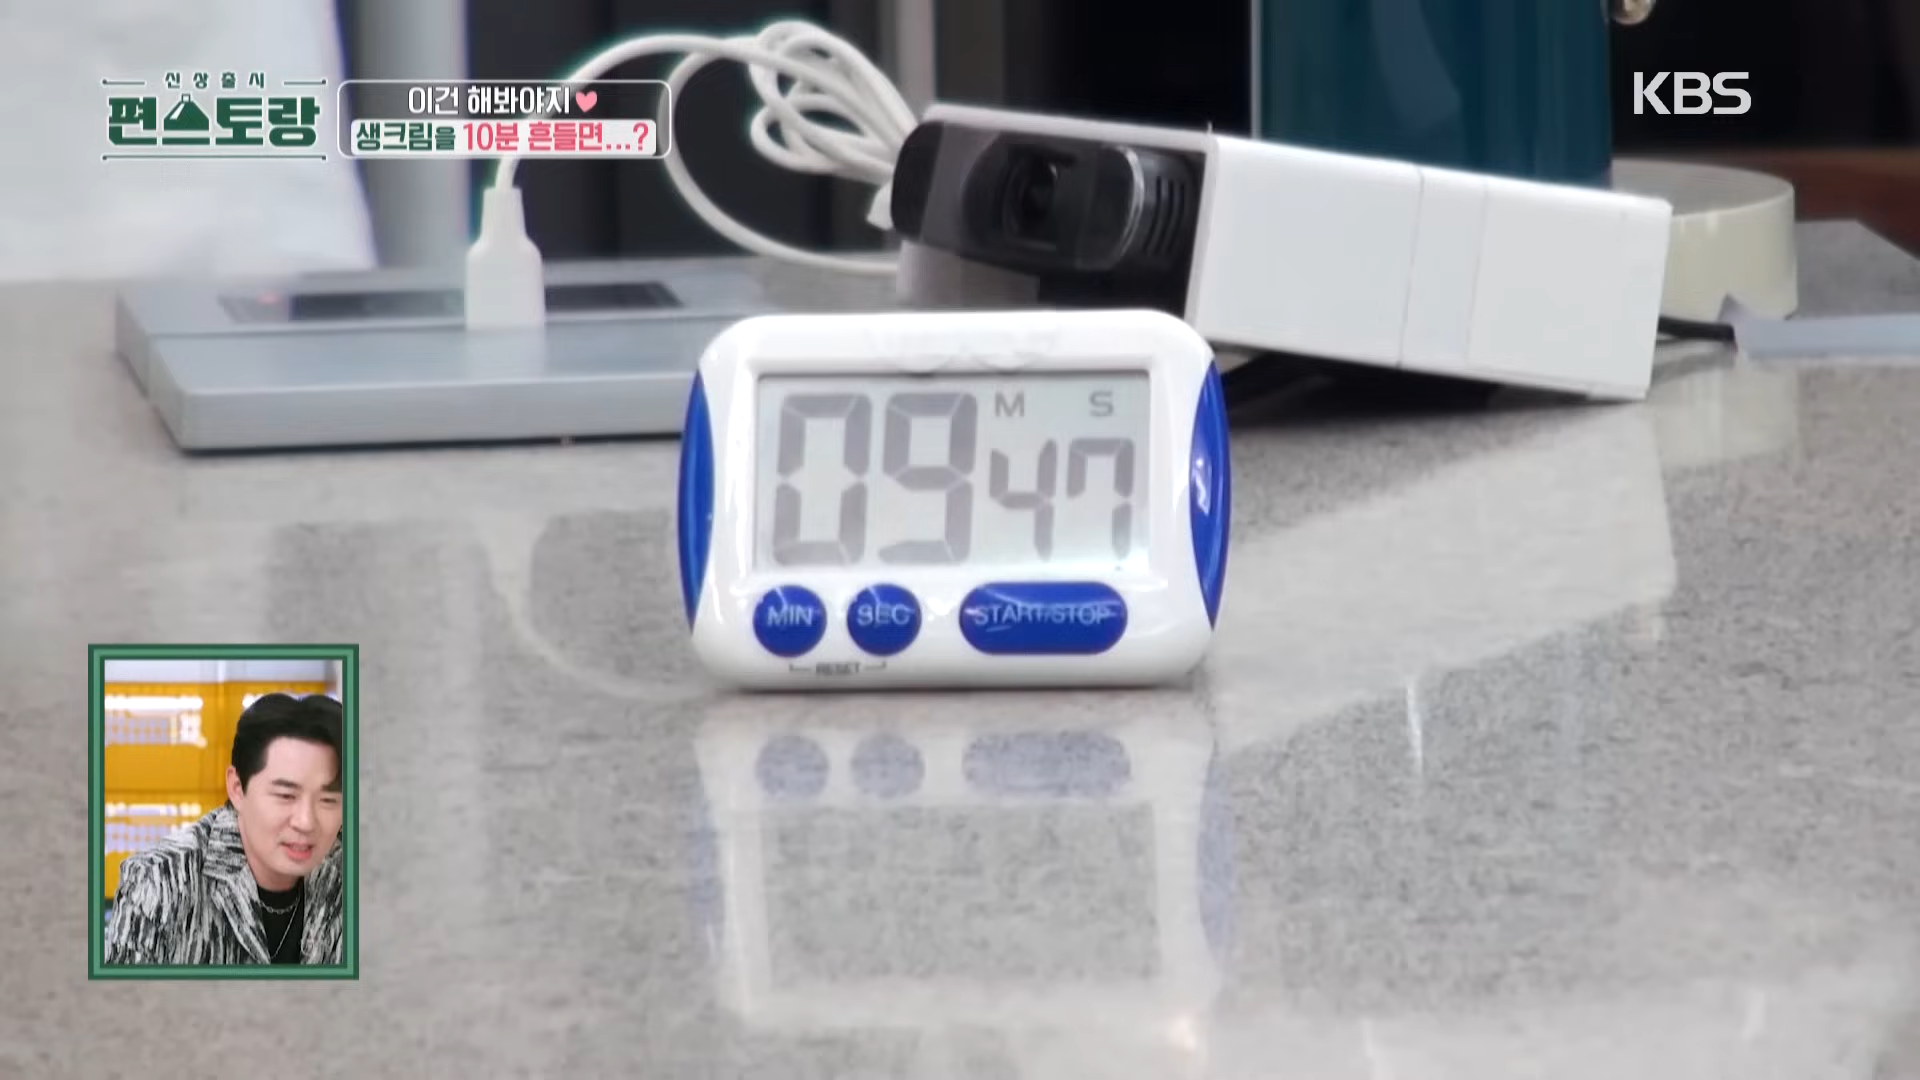 신상출시
편스토랑
이건 해봐야지
생크림을 10분 흔들면...?
KBS
M S
09 47
MIN SEC START/STOP
RESET